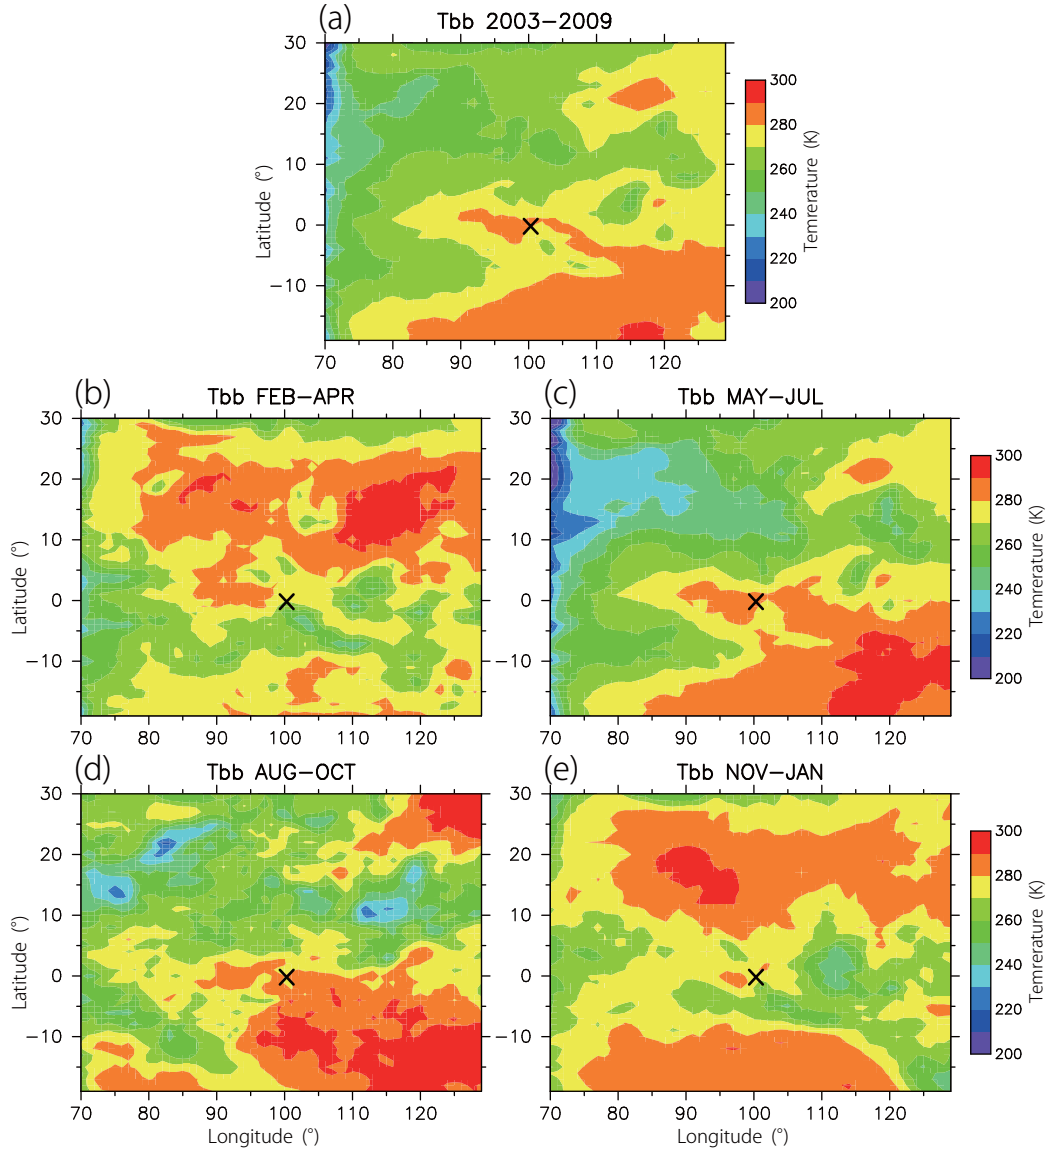 (a) Tbb 2003−2009
30
20
10
0
−10
Latitude (°)
70 80 90 100 110 120
300
280
260
240
220
200
Temrerature (K)
(b) Tbb FEB−APR
30
20
10
0
−10
Latitude (°)
70 80 90 100 110 120
(c) Tbb MAY−JUL
30
20
10
0
−10
70 80 90 100 110 120
300
280
260
240
220
200
Temrerature (K)
(d) Tbb AUG−OCT
30
20
10
0
−10
Latitude (°)
70 80 90 100 110 120
Longitude (°)
(e) Tbb NOV−JAN
30
20
10
0
−10
70 80 90 100 110 120
Longitude (°)
300
280
260
240
220
200
Temrerature (K)